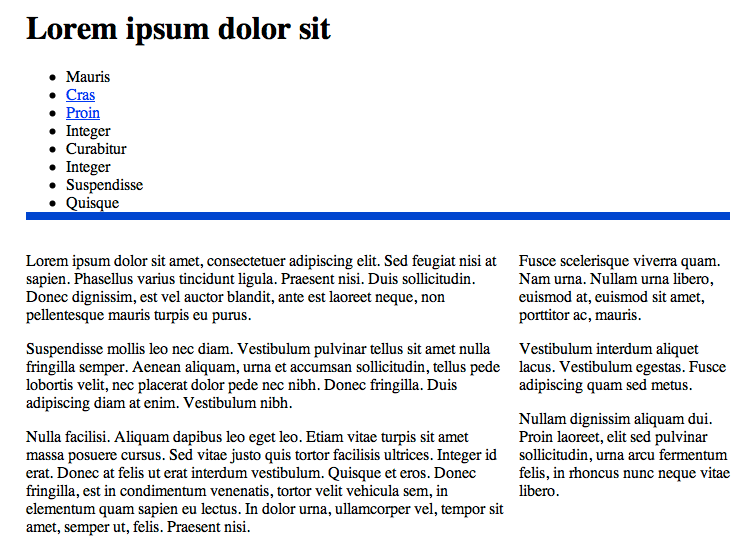 Lorem ipsum dolor sit
Mauris
Cras
Proin
Integer
Curabitur
Integer
Suspendisse
Quisque
Lorem ipsum dolor sit amet, consectetuer adipiscing elit. Sed feugiat nisi at
sapien. Phasellus varius tincidunt ligula. Praesent nisi. Duis sollicitudin.
Donec dignissim, est vel auctor blandit, ante est laoreet neque, non
pellentesque mauris turpis eu purus.
Suspendisse mollis leo nec diam. Vestibulum pulvinar tellus sit amet nulla
fringilla semper. Aenean aliquam, urna et accumsan sollicitudin, tellus pede
lobortis velit, nec placerat dolor pede nec nibh. Donec fringilla. Duis
adipiscing diam at enim. Vestibulum nibh.
Nulla facilisi. Aliquam dapibus leo eget leo. Etiam vitae turpis sit amet
massa posuere cursus. Sed vitae justo quis tortor facilisis ultrices. Integer id
erat. Donec at felis ut erat interdum vestibulum. Quisque et eros. Donec
fringilla, est in condimentum venenatis, tortor velit vehicula sem, in
elementum quam sapien eu lectus. In dolor urna, ullamcorper vel, tempor sit
amet, semper ut, felis. Praesent nisi.
Fusce scelerisque viverra quam.
Nam urna. Nullam urna libero,
euismod at, euismod sit amet,
porttitor ac, mauris.
Vestibulum interdum aliquet
lacus. Vestibulum egestas. Fusce
adipiscing quam sed metus.
Nullam dignissim aliquam dui.
Proin laoreet, elit sed pulvinar
sollicitudin, urna arcu fermentum
felis, in rhoncus nunc neque vitae
libero.